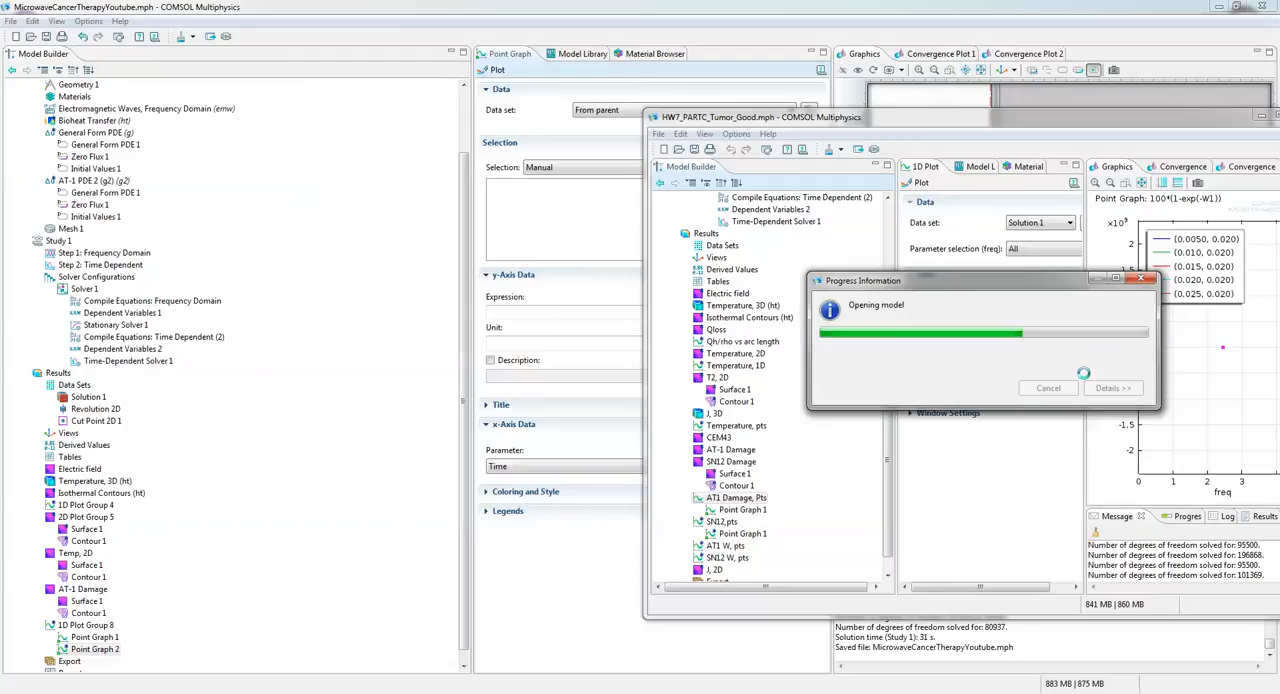 MicrowaveCancerTherapyYoutube.mph - COMSOL Multiphysics
File Edit View Options Help
Model Builder
Geometry 1
Materials
Electromagnetic Waves, Frequency Domain (emw)
Bioheat Transfer (ht)
General Form PDE (g)
General Form PDE 1
Zero Flux 1
Initial Values 1
AT-1 PDE 2 (g2) (g2)
General Form PDE 1
Zero Flux 1
Initial Values 1
Mesh 1
Study 1
Step 1: Frequency Domain
Step 2: Time Dependent
Solver Configurations
Solver 1
Compile Equations: Frequency Domain
Dependent Variables 1
Stationary Solver 1
Compile Equations: Time Dependent (2)
Dependent Variables 2
Time-Dependent Solver 1
Results
Data Sets
Solution 1
Revolution 2D
Cut Point 2D 1
Views
Derived Values
Tables
Electric field
Temperature, 3D (ht)
Isothermal Contours (ht)
1D Plot Group 4
2D Plot Group 5
Surface 1
Contour 1
Temp, 2D
Surface 1
Contour 1
AT-1 Damage
Surface 1
Contour 1
1D Plot Group 8
Point Graph 1
Point Graph 2
Export
Point Graph Model Library Material Browser
Plot
Data
Data set: From parent
Selection
Selection: Manual
y-Axis Data
Expression:
Unit:
Description:
Title
x-Axis Data
Parameter:
Time
Coloring and Style
Legends
Graphics Convergence Plot 1 Convergence Plot 2
HW7_PARTC_Tumor_Good.mph - COMSOL Multiphysics
File Edit View Options Help
Model Builder
Compile Equations: Time Dependent (2)
Dependent Variables 2
Time-Dependent Solver 1
Results
Data Sets
Views
Derived Values
Tables
Electric field
Temperature, 3D (ht)
Isothermal Contours (ht)
Qloss
Qh/rho vs arc length
Temperature, 2D
Temperature, 1D
T2, 2D
Surface 1
Contour 1
J, 3D
Temperature, pts
CEM43
AT-1 Damage
SN12 Damage
Surface 1
Contour 1
AT1 Damage, Pts
Point Graph 1
SN12,pts
Point Graph 1
AT1 W, pts
SN12 W, pts
J, 2D
1D Plot Model L Material
Plot
Data
Data set: Solution 1
Parameter selection (freq): All
Window Settings
Graphics Convergence Convergence
Point Graph: 100*(1-exp(-W1))
×10⁹
2
(0.0050, 0.020)
(0.010, 0.020)
(0.015, 0.020)
(0.020, 0.020)
(0.025, 0.020)
-1.5
-2
0 1 2 3
freq
Progress Information
Opening model
Cancel Details >>
Message Progres Log Results
Number of degrees of freedom solved for: 95500.
Number of degrees of freedom solved for: 196868.
Number of degrees of freedom solved for: 95500.
Number of degrees of freedom solved for: 101369.
841 MB | 860 MB
Number of degrees of freedom solved for: 80937.
Solution time (Study 1): 31 s.
Saved file: MicrowaveCancerTherapyYoutube.mph
883 MB | 875 MB